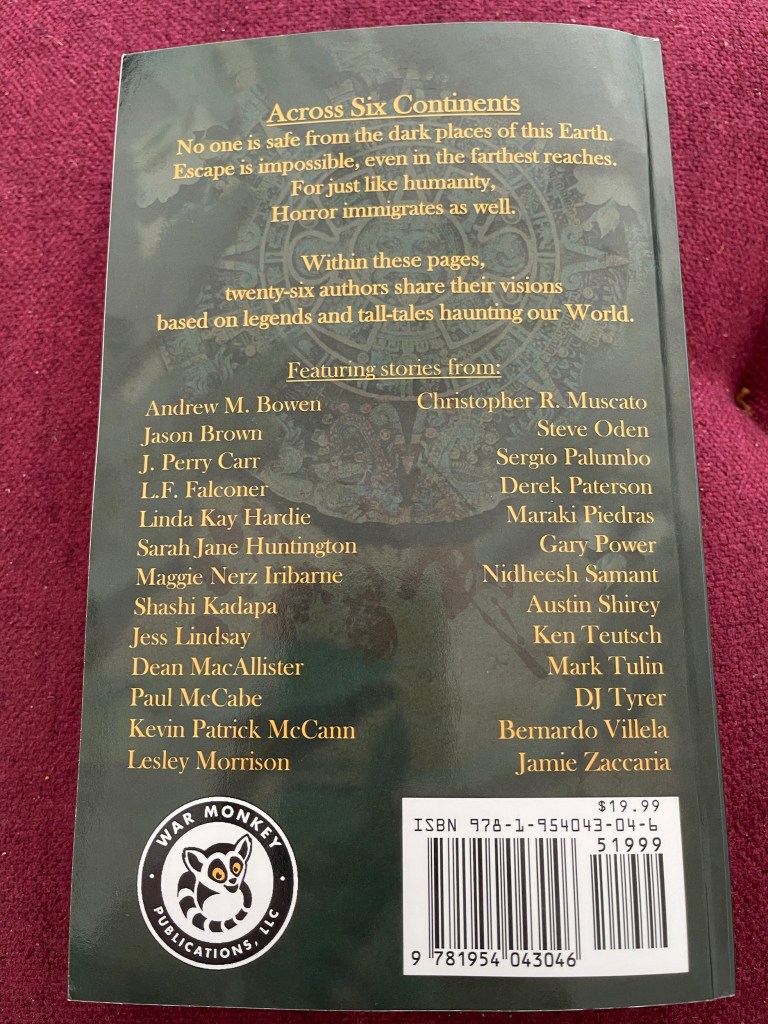 Across Six Continents
No one is safe from the dark places of this Earth.
Escape is impossible, even in the farthest reaches.
For just like humanity,
Horror immigrates as well.
Within these pages,
twenty-six authors share their visions
based on legends and tall-tales haunting our World.
Featuring stories from:
Andrew M. Bowen
Jason Brown
J. Perry Carr
L.F. Falconer
Linda Kay Hardie
Sarah Jane Huntington
Maggie Nerz Iribarne
Shashi Kadapa
Jess Lindsay
Dean MacAllister
Paul McCabe
Kevin Patrick McCann
Lesley Morrison
Christopher R. Muscato
Steve Oden
Sergio Palumbo
Derek Paterson
Maraki Piedras
Gary Power
Nidheesh Samant
Austin Shirey
Ken Teutsch
Mark Tulin
DJ Tyrer
Bernardo Villela
Jamie Zaccaria
· WAR MONKEY ·
PUBLICATIONS, LLC
$19.99
ISBN 978-1-954043-04-6
51999
9 781954 043046